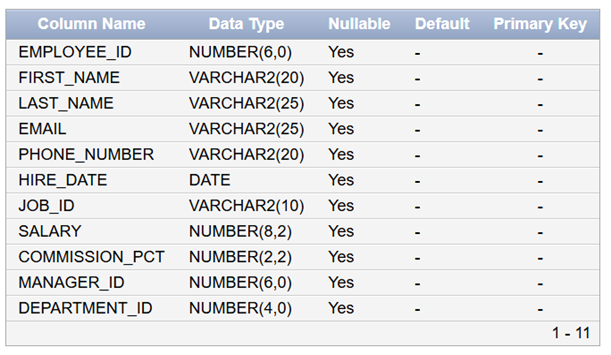 Column Name Data Type Nullable Default Primary Key
EMPLOYEE_ID NUMBER(6,0) Yes - -
FIRST_NAME VARCHAR2(20) Yes - -
LAST_NAME VARCHAR2(25) Yes - -
EMAIL VARCHAR2(25) Yes - -
PHONE_NUMBER VARCHAR2(20) Yes - -
HIRE_DATE DATE Yes - -
JOB_ID VARCHAR2(10) Yes - -
SALARY NUMBER(8,2) Yes - -
COMMISSION_PCT NUMBER(2,2) Yes - -
MANAGER_ID NUMBER(6,0) Yes - -
DEPARTMENT_ID NUMBER(4,0) Yes - -
1 - 11